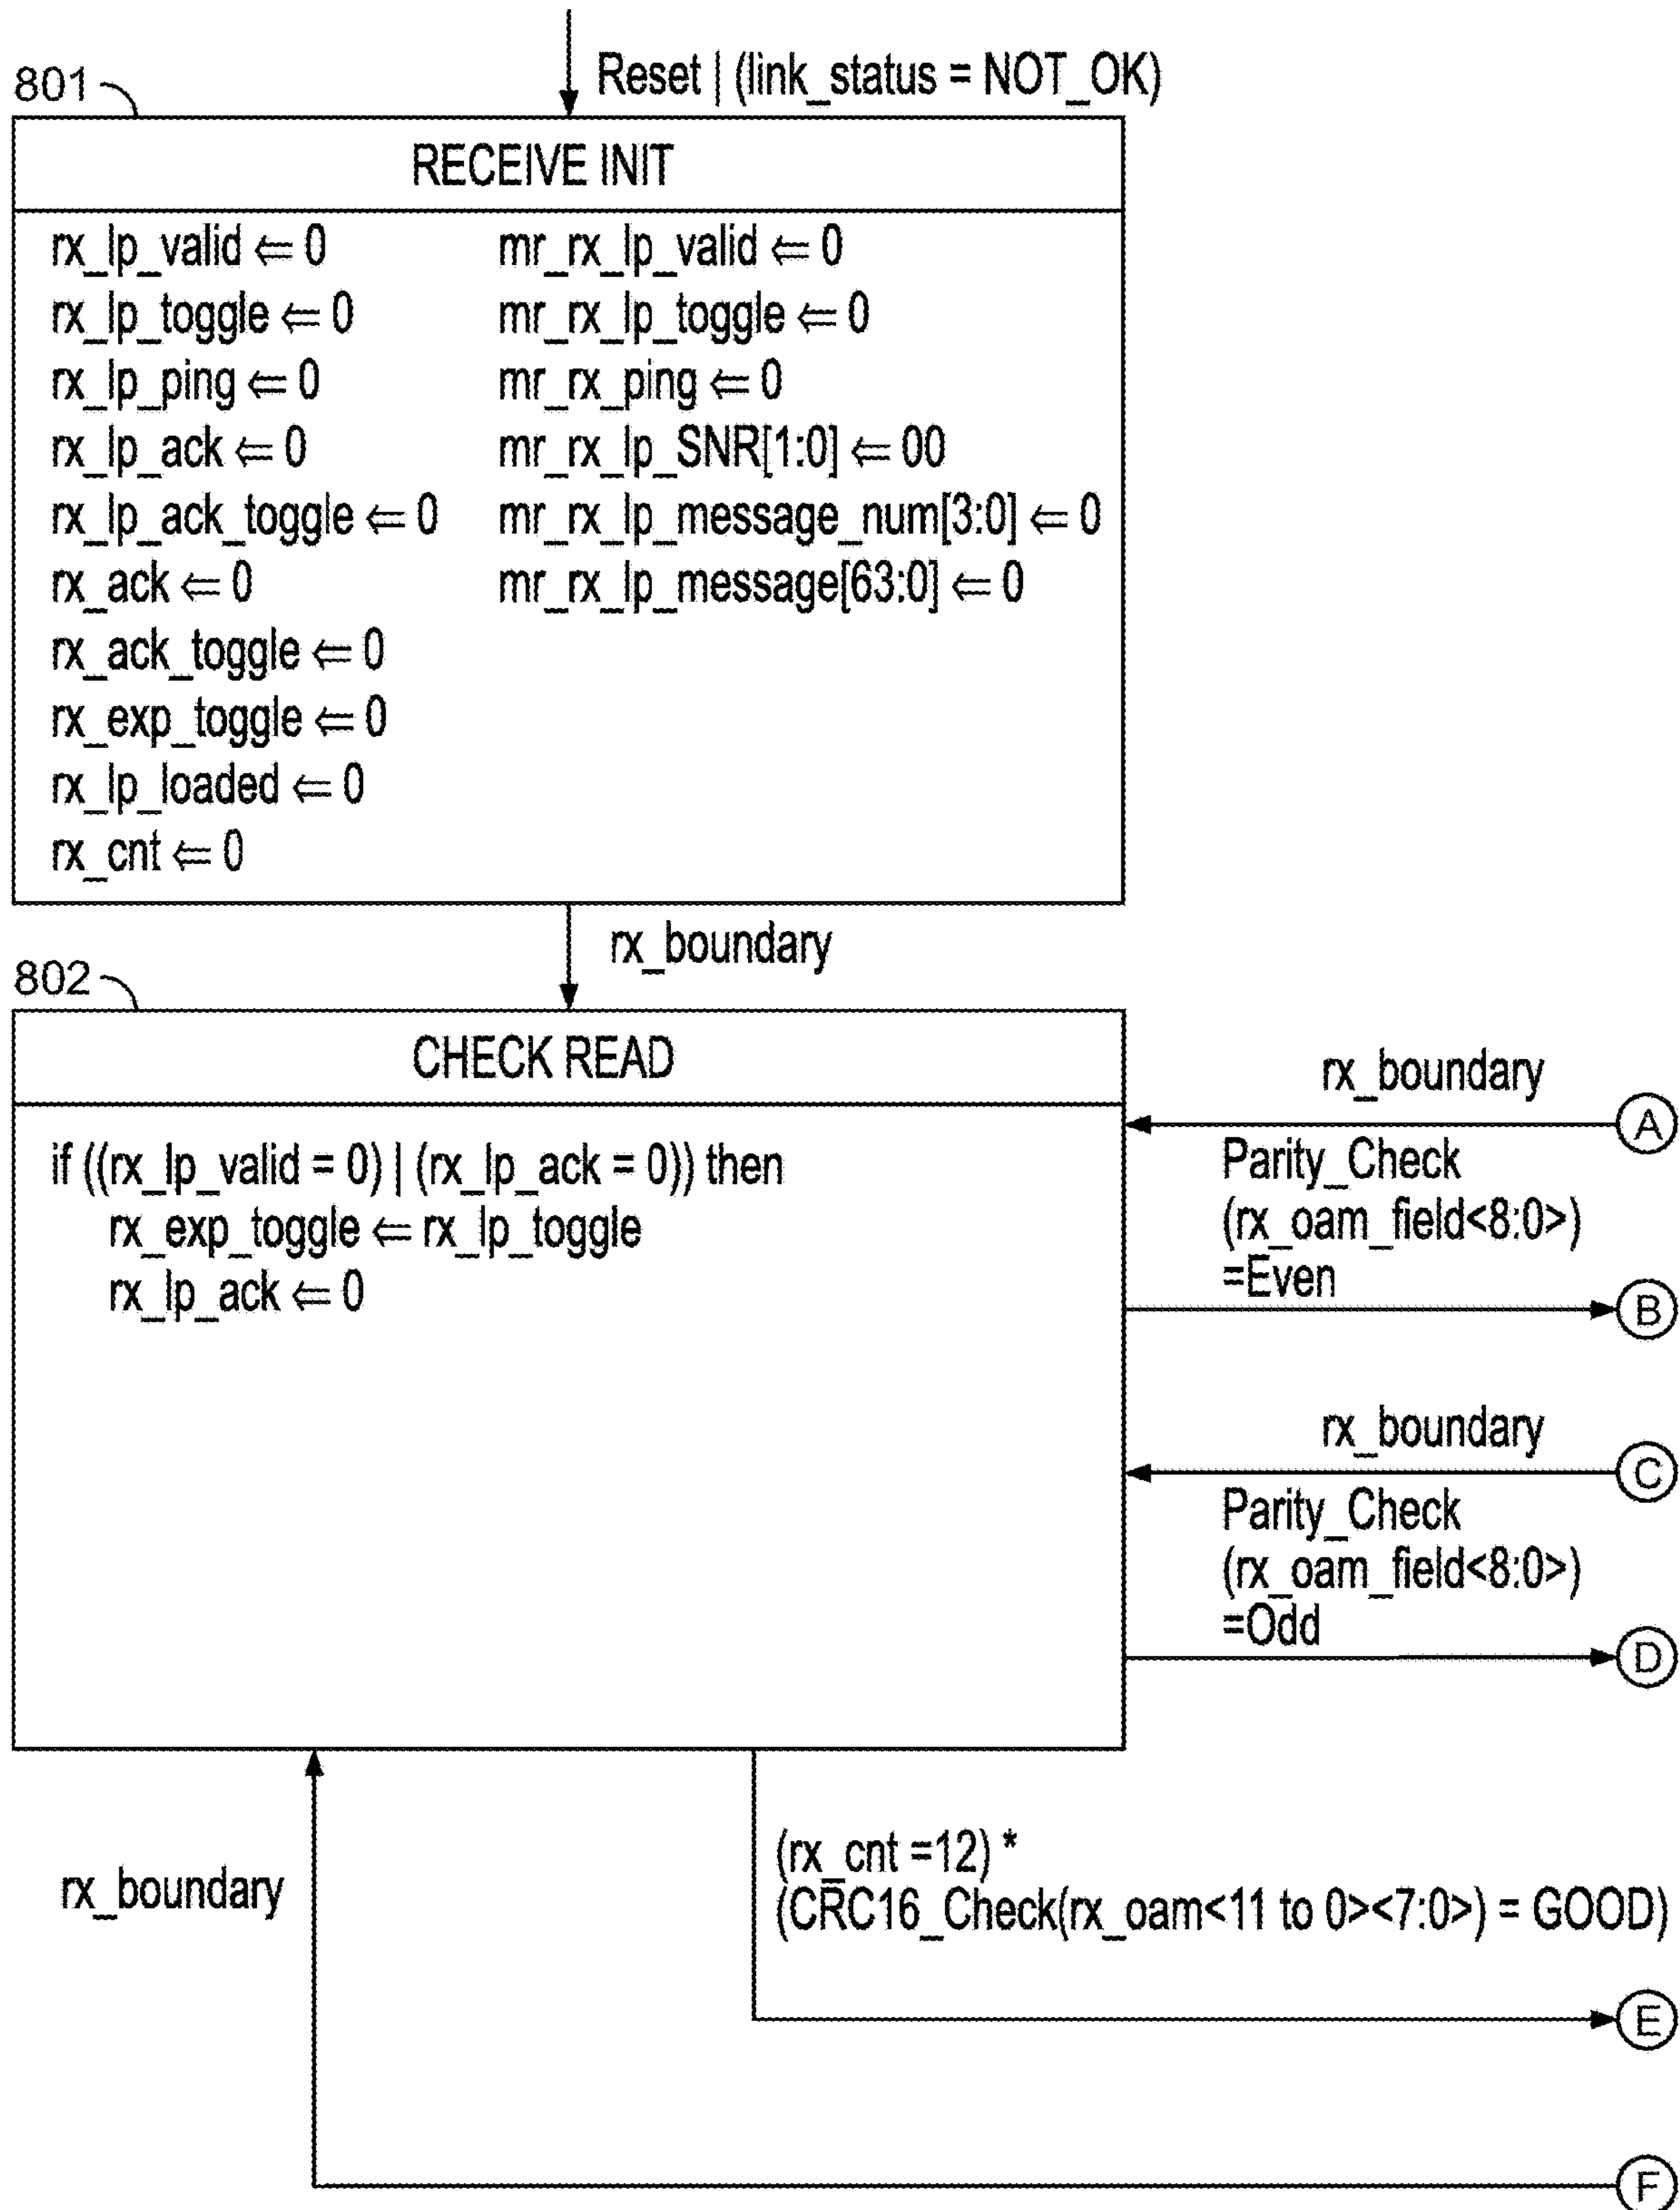 Reset | (link_status = NOT_OK)
801
RECEIVE INIT
rx_lp_valid ⇐ 0 mr_rx_lp_valid ⇐ 0
rx_lp_toggle ⇐ 0 mr_rx_lp_toggle ⇐ 0
rx_lp_ping ⇐ 0 mr_rx_ping ⇐ 0
rx_lp_ack ⇐ 0 mr_rx_lp_SNR[1:0] ⇐ 00
rx_lp_ack_toggle ⇐ 0 mr_rx_lp_message_num[3:0] ⇐ 0
rx_ack ⇐ 0 mr_rx_lp_message[63:0] ⇐ 0
rx_ack_toggle ⇐ 0
rx_exp_toggle ⇐ 0
rx_lp_loaded ⇐ 0
rx_cnt ⇐ 0
rx_boundary
802
CHECK READ
if ((rx_lp_valid = 0) | (rx_lp_ack = 0)) then
rx_exp_toggle ⇐ rx_lp_toggle
rx_lp_ack ⇐ 0
rx_boundary
A
Parity_Check
(rx_oam_field<8:0>)
=Even
B
rx_boundary
C
Parity_Check
(rx_oam_field<8:0>)
=Odd
D
(rx_cnt =12) *
(CRC16_Check(rx_oam<11 to 0><7:0>) = GOOD)
E
rx_boundary
F